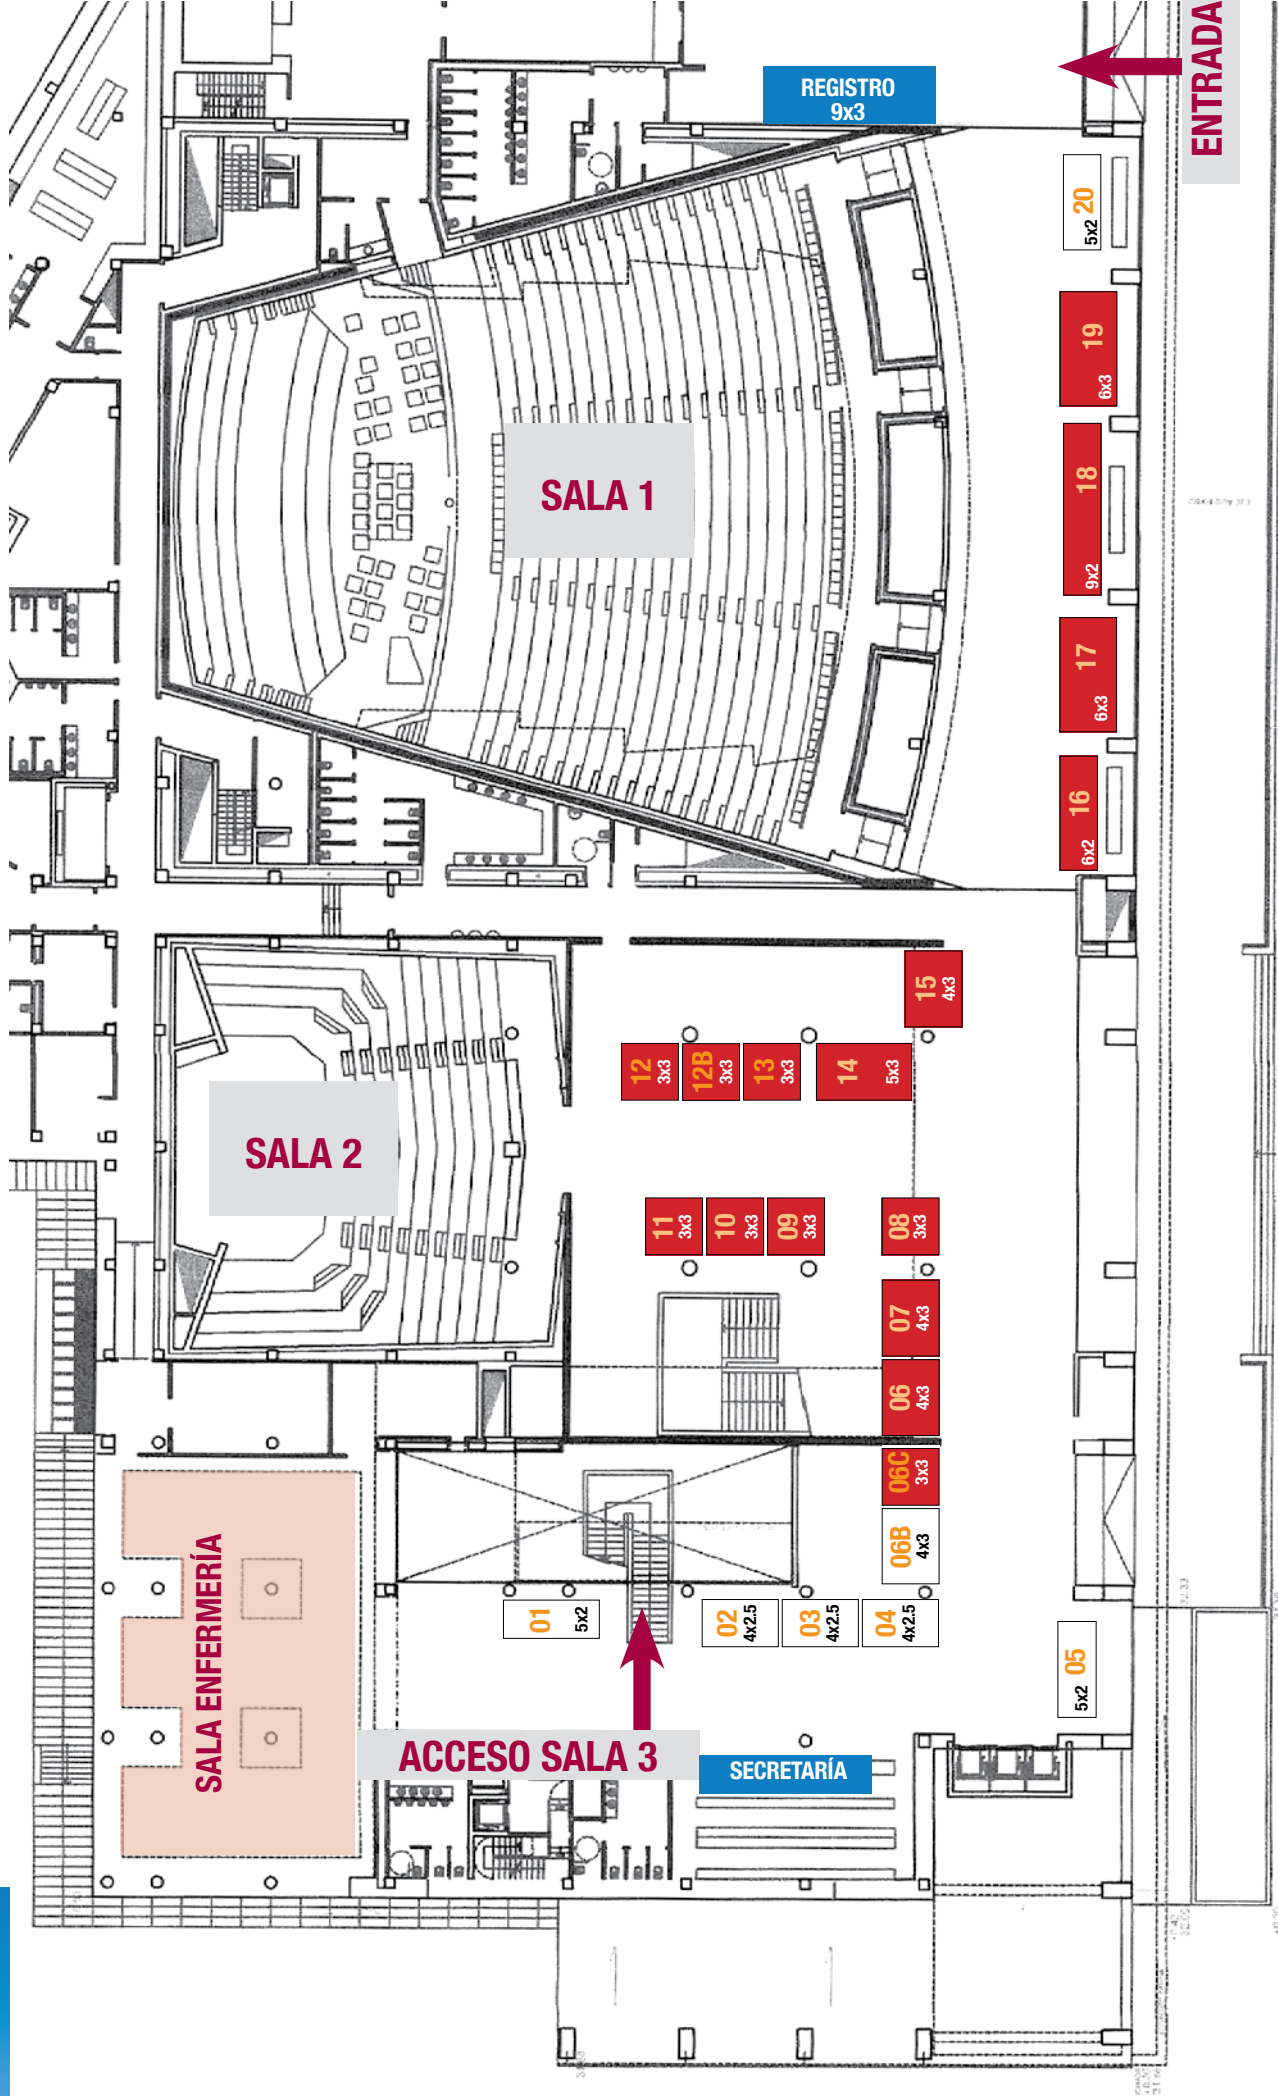 ENTRADA
REGISTRO
9x3
20
5x2
19
6x3
SALA 1
18
9x2
17
6x3
16
6x2
15
4x3
12
3x3
12B
3x3
13
3x3
14
5x3
SALA 2
11
3x3
10
3x3
09
3x3
08
3x3
07
4x3
06
4x3
06C
3x3
06B
4x3
SALA ENFERMERÍA
01
5x2
02
4x2.5
03
4x2.5
04
4x2.5
05
5x2
ACCESO SALA 3
SECRETARÍA